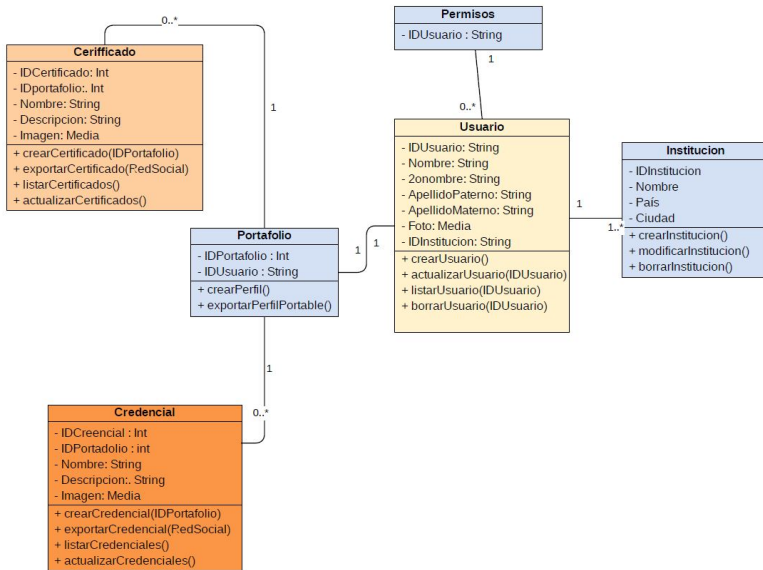 0..*
Cerifficado
- IDCertificado: Int
- IDportafolio:. Int
- Nombre: String
- Descripcion: String
- Imagen: Media
+ crearCertificado(IDPortafolio)
+ exportarCertificado(RedSocial)
+ listarCertificados()
+ actualizarCertificados()
1
Permisos
- IDUsuario : String
1
0..*
Usuario
- IDUsuario: String
- Nombre: String
- 2onombre: String
- ApellidoPaterno: String
- ApellidoMaterno: String
- Foto: Media
- IDInstitucion: String
+ crearUsuario()
+ actualizarUsuario(IDUsuario)
+ listarUsuario(IDUsuario)
+ borrarUsuario(IDUsuario)
1
1..*
Institucion
- IDInstitucion
- Nombre
- País
- Ciudad
+ crearInstitucion()
+ modificarInstitucion()
+ borrarInstitucion()
Portafolio
- IDPortafolio : Int
- IDUsuario : String
+ crearPerfil()
+ exportarPerfilPortable()
1
1
1
0..*
Credencial
- IDCreencial : Int
- IDPortadolio : int
- Nombre: String
- Descripcion:. String
- Imagen: Media
+ crearCredencial(IDPortafolio)
+ exportarCredencial(RedSocial)
+ listarCredenciales()
+ actualizarCredenciales()